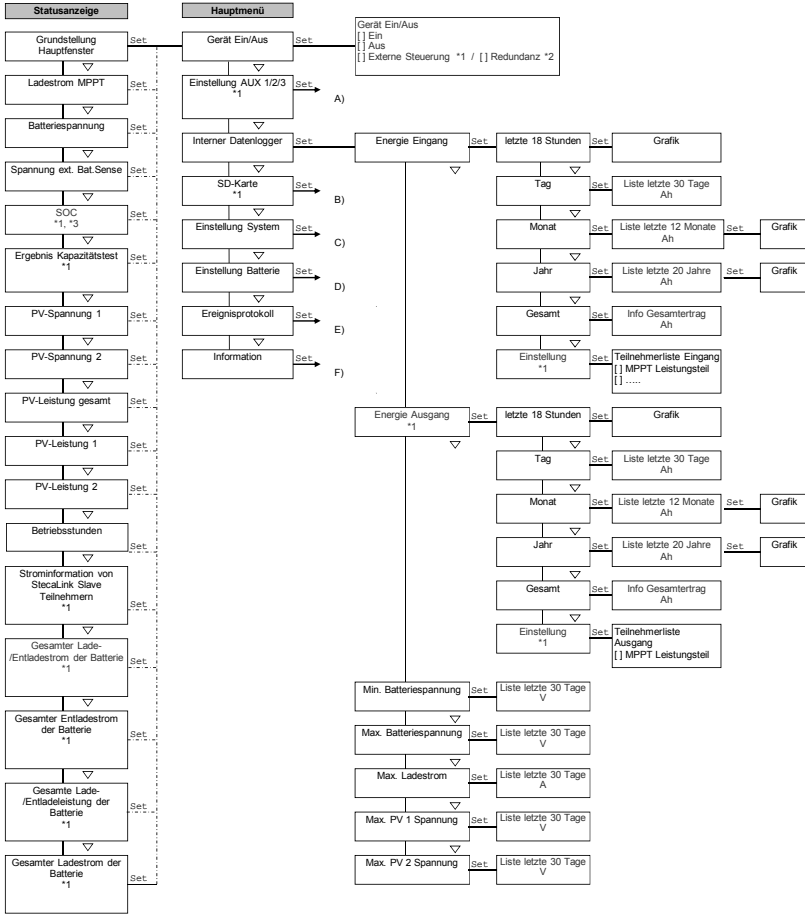 Statusanzeige
Hauptmenü
Grundstellung
Hauptfenster
Set
Ladestrom MPPT
Set
Batteriespannung
Set
Spannung ext. Bat.Sense
Set
SOC
*1, *3
Set
Ergebnis Kapazitätstest
*1
Set
PV-Spannung 1
Set
PV-Spannung 2
Set
PV-Leistung gesamt
Set
PV-Leistung 1
Set
PV-Leistung 2
Set
Betriebsstunden
Set
Strominformation von
StecaLink Slave
Teilnehmern
*1
Set
Gesamter Lade-
/Entladestrom der Batterie
*1
Set
Gesamter Entladestrom
der Batterie
*1
Set
Gesamte Lade-
/Entladeleistung der
Batterie
*1
Set
Gesamter Ladestrom der
Batterie
*1
Set
Gerät Ein/Aus
Set
Gerät Ein/Aus
[ ] Ein
[ ] Aus
[ ] Externe Steuerung *1 / [ ] Redundanz *2
Einstellung AUX 1/2/3
*1
Set
A)
Interner Datenlogger
Set
SD-Karte
*1
Set
B)
Einstellung System
Set
C)
Einstellung Batterie
Set
D)
Ereignisprotokoll
Set
E)
Information
Set
F)
Energie Eingang
Set
letzte 18 Stunden
Set
Grafik
Tag
Set
Liste letzte 30 Tage
Ah
Monat
Set
Liste letzte 12 Monate
Ah
Set
Grafik
Jahr
Set
Liste letzte 20 Jahre
Ah
Set
Grafik
Gesamt
Set
Info Gesamtertrag
Ah
Einstellung
*1
Set
Teilnehmerliste Eingang
[ ] MPPT Leistungsteil
[ ] .....
Energie Ausgang
*1
Set
letzte 18 Stunden
Set
Grafik
Tag
Set
Liste letzte 30 Tage
Ah
Monat
Set
Liste letzte 12 Monate
Ah
Set
Grafik
Jahr
Set
Liste letzte 20 Jahre
Ah
Set
Grafik
Gesamt
Set
Info Gesamtertrag
Ah
Einstellung
*1
Set
Teilnehmerliste
Ausgang
[ ] MPPT Leistungsteil
Min. Batteriespannung
Set
Liste letzte 30 Tage
V
Max. Batteriespannung
Set
Liste letzte 30 Tage
V
Max. Ladestrom
Set
Liste letzte 30 Tage
A
Max. PV 1 Spannung
Set
Liste letzte 30 Tage
V
Max. PV 2 Spannung
Set
Liste letzte 30 Tage
V